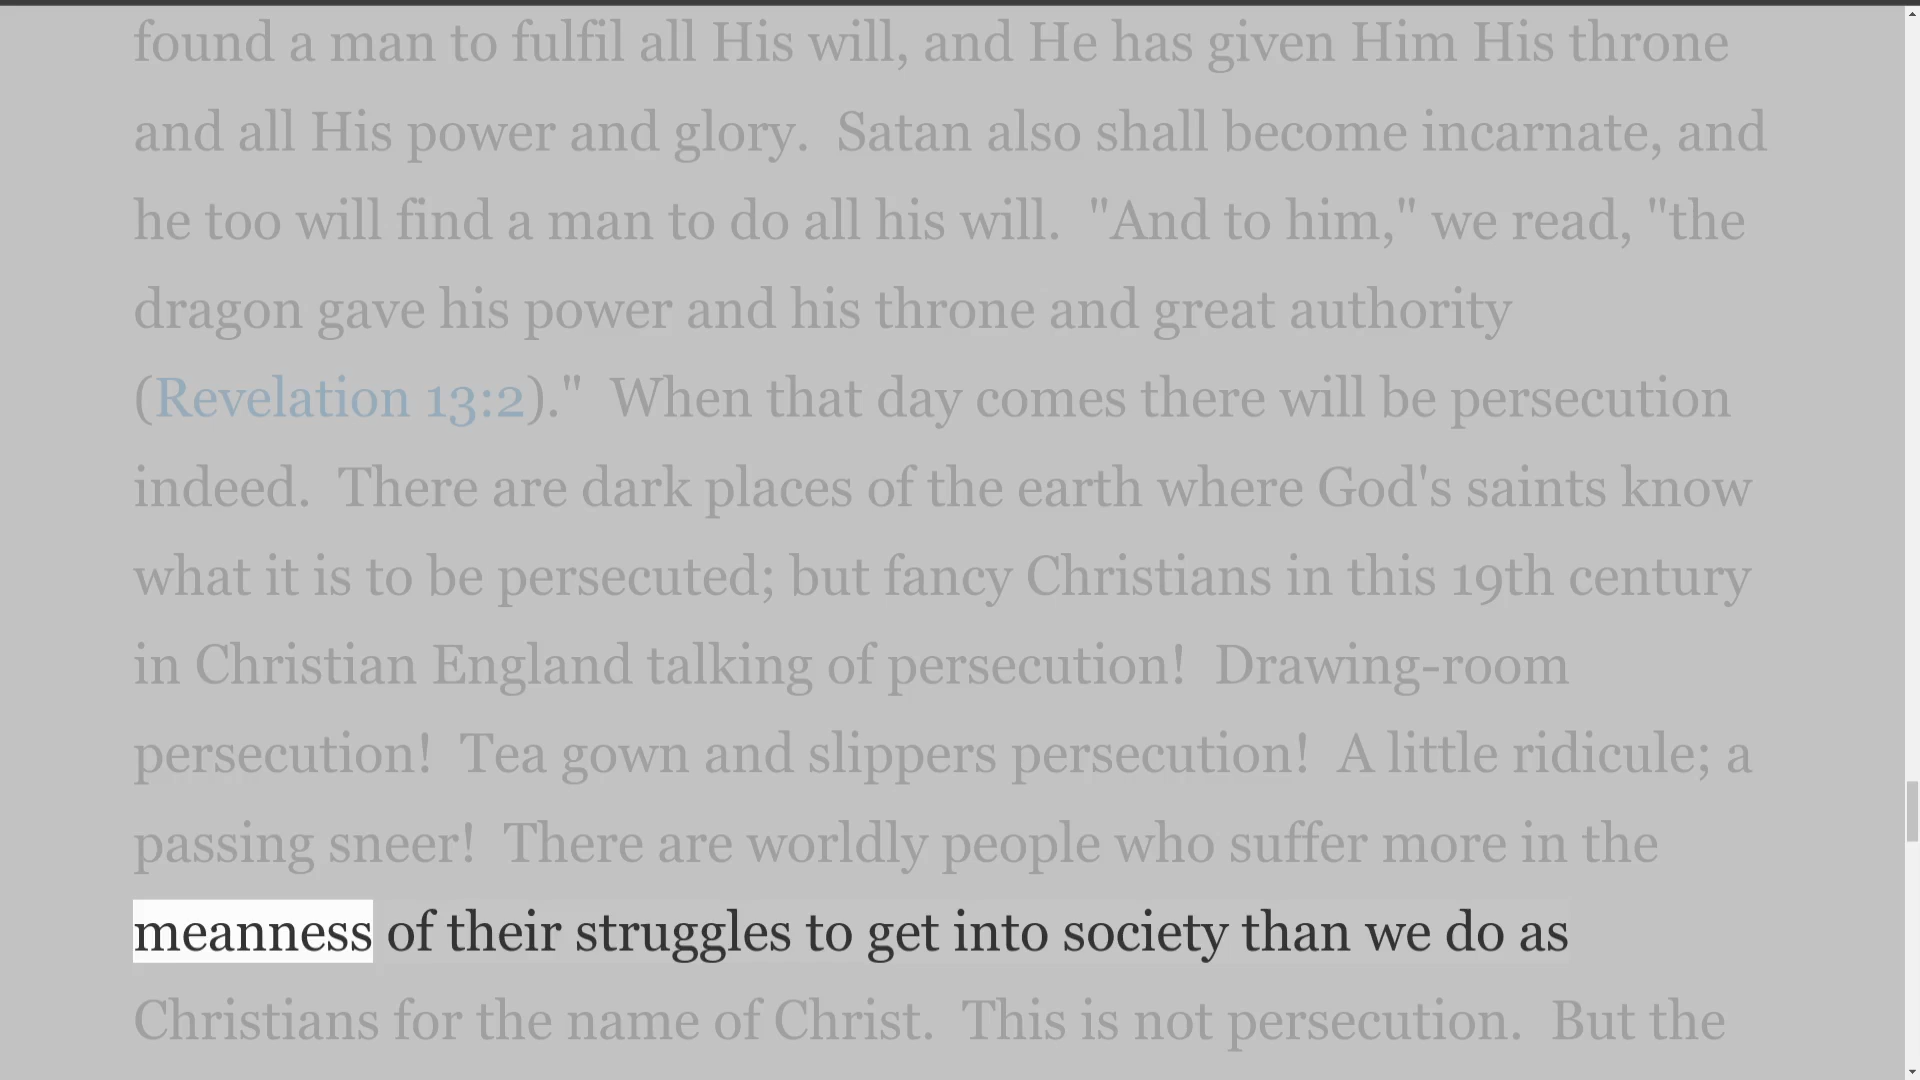 found a man to fulfil all His will, and He has given Him His throne
and all His power and glory.  Satan also shall become incarnate, and
he too will find a man to do all his will.  "And to him," we read, "the
dragon gave his power and his throne and great authority
(Revelation 13:2)."  When that day comes there will be persecution
indeed.  There are dark places of the earth where God's saints know
what it is to be persecuted; but fancy Christians in this 19th century
in Christian England talking of persecution!  Drawing-room
persecution!  Tea gown and slippers persecution!  A little ridicule; a
passing sneer!  There are worldly people who suffer more in the
meanness of their struggles to get into society than we do as
Christians for the name of Christ.  This is not persecution.  But the